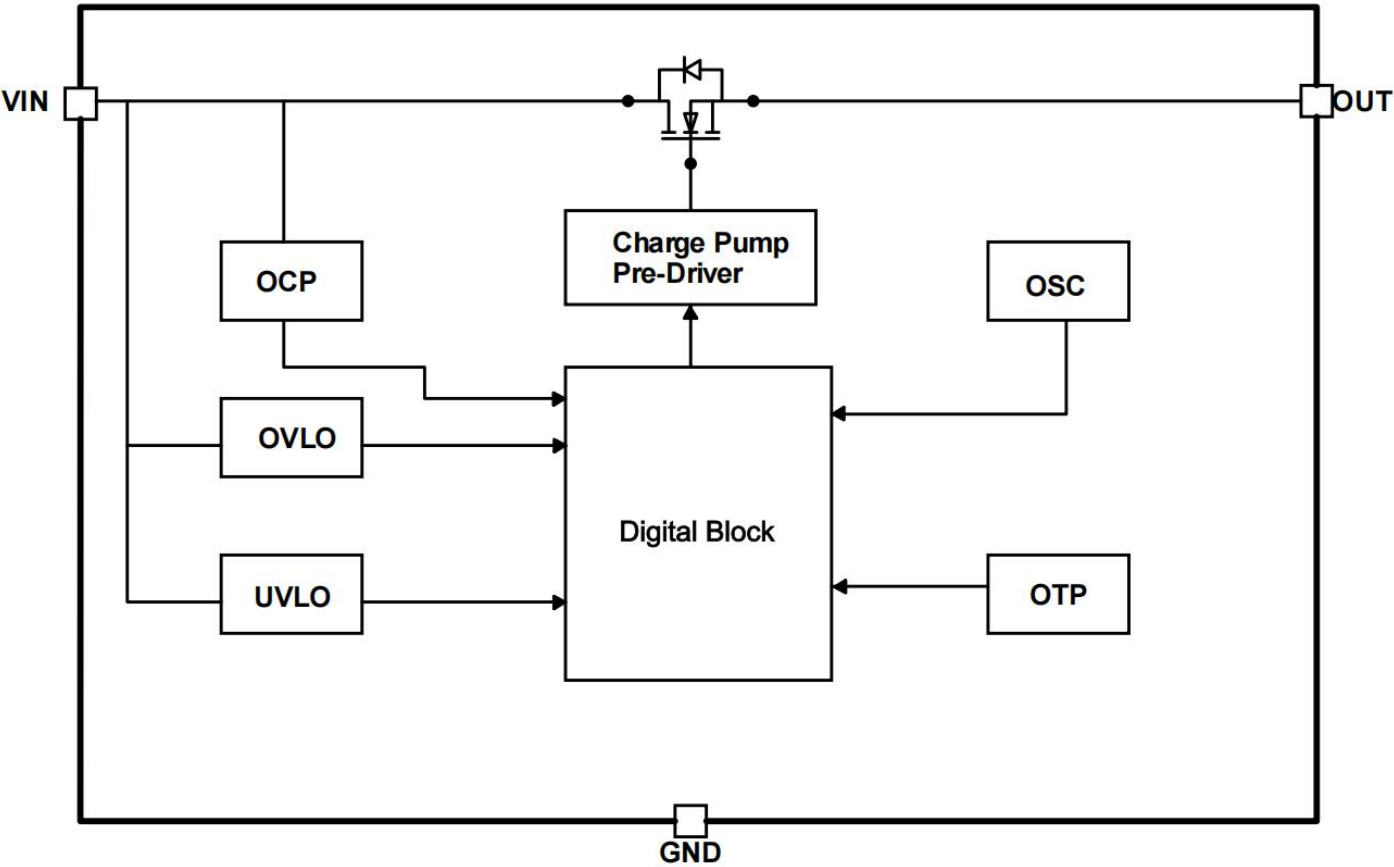 VIN
OUT
Charge Pump
Pre-Driver
OCP
OSC
OVLO
Digital Block
UVLO
OTP
GND